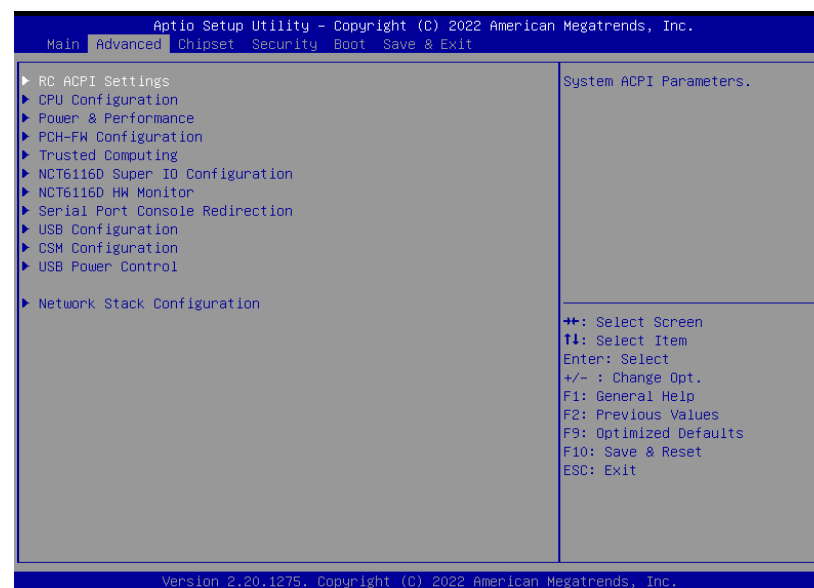 Aptio Setup Utility – Copyright (C) 2022 American Megatrends, Inc.
Main Advanced Chipset Security Boot Save & Exit
▶ RC ACPI Settings
▶ CPU Configuration
▶ Power & Performance
▶ PCH-FW Configuration
▶ Trusted Computing
▶ NCT6116D Super IO Configuration
▶ NCT6116D HW Monitor
▶ Serial Port Console Redirection
▶ USB Configuration
▶ CSM Configuration
▶ USB Power Control
▶ Network Stack Configuration
System ACPI Parameters.
→←: Select Screen
↑↓: Select Item
Enter: Select
+/- : Change Opt.
F1: General Help
F2: Previous Values
F9: Optimized Defaults
F10: Save & Reset
ESC: Exit
Version 2.20.1275. Copyright (C) 2022 American Megatrends, Inc.